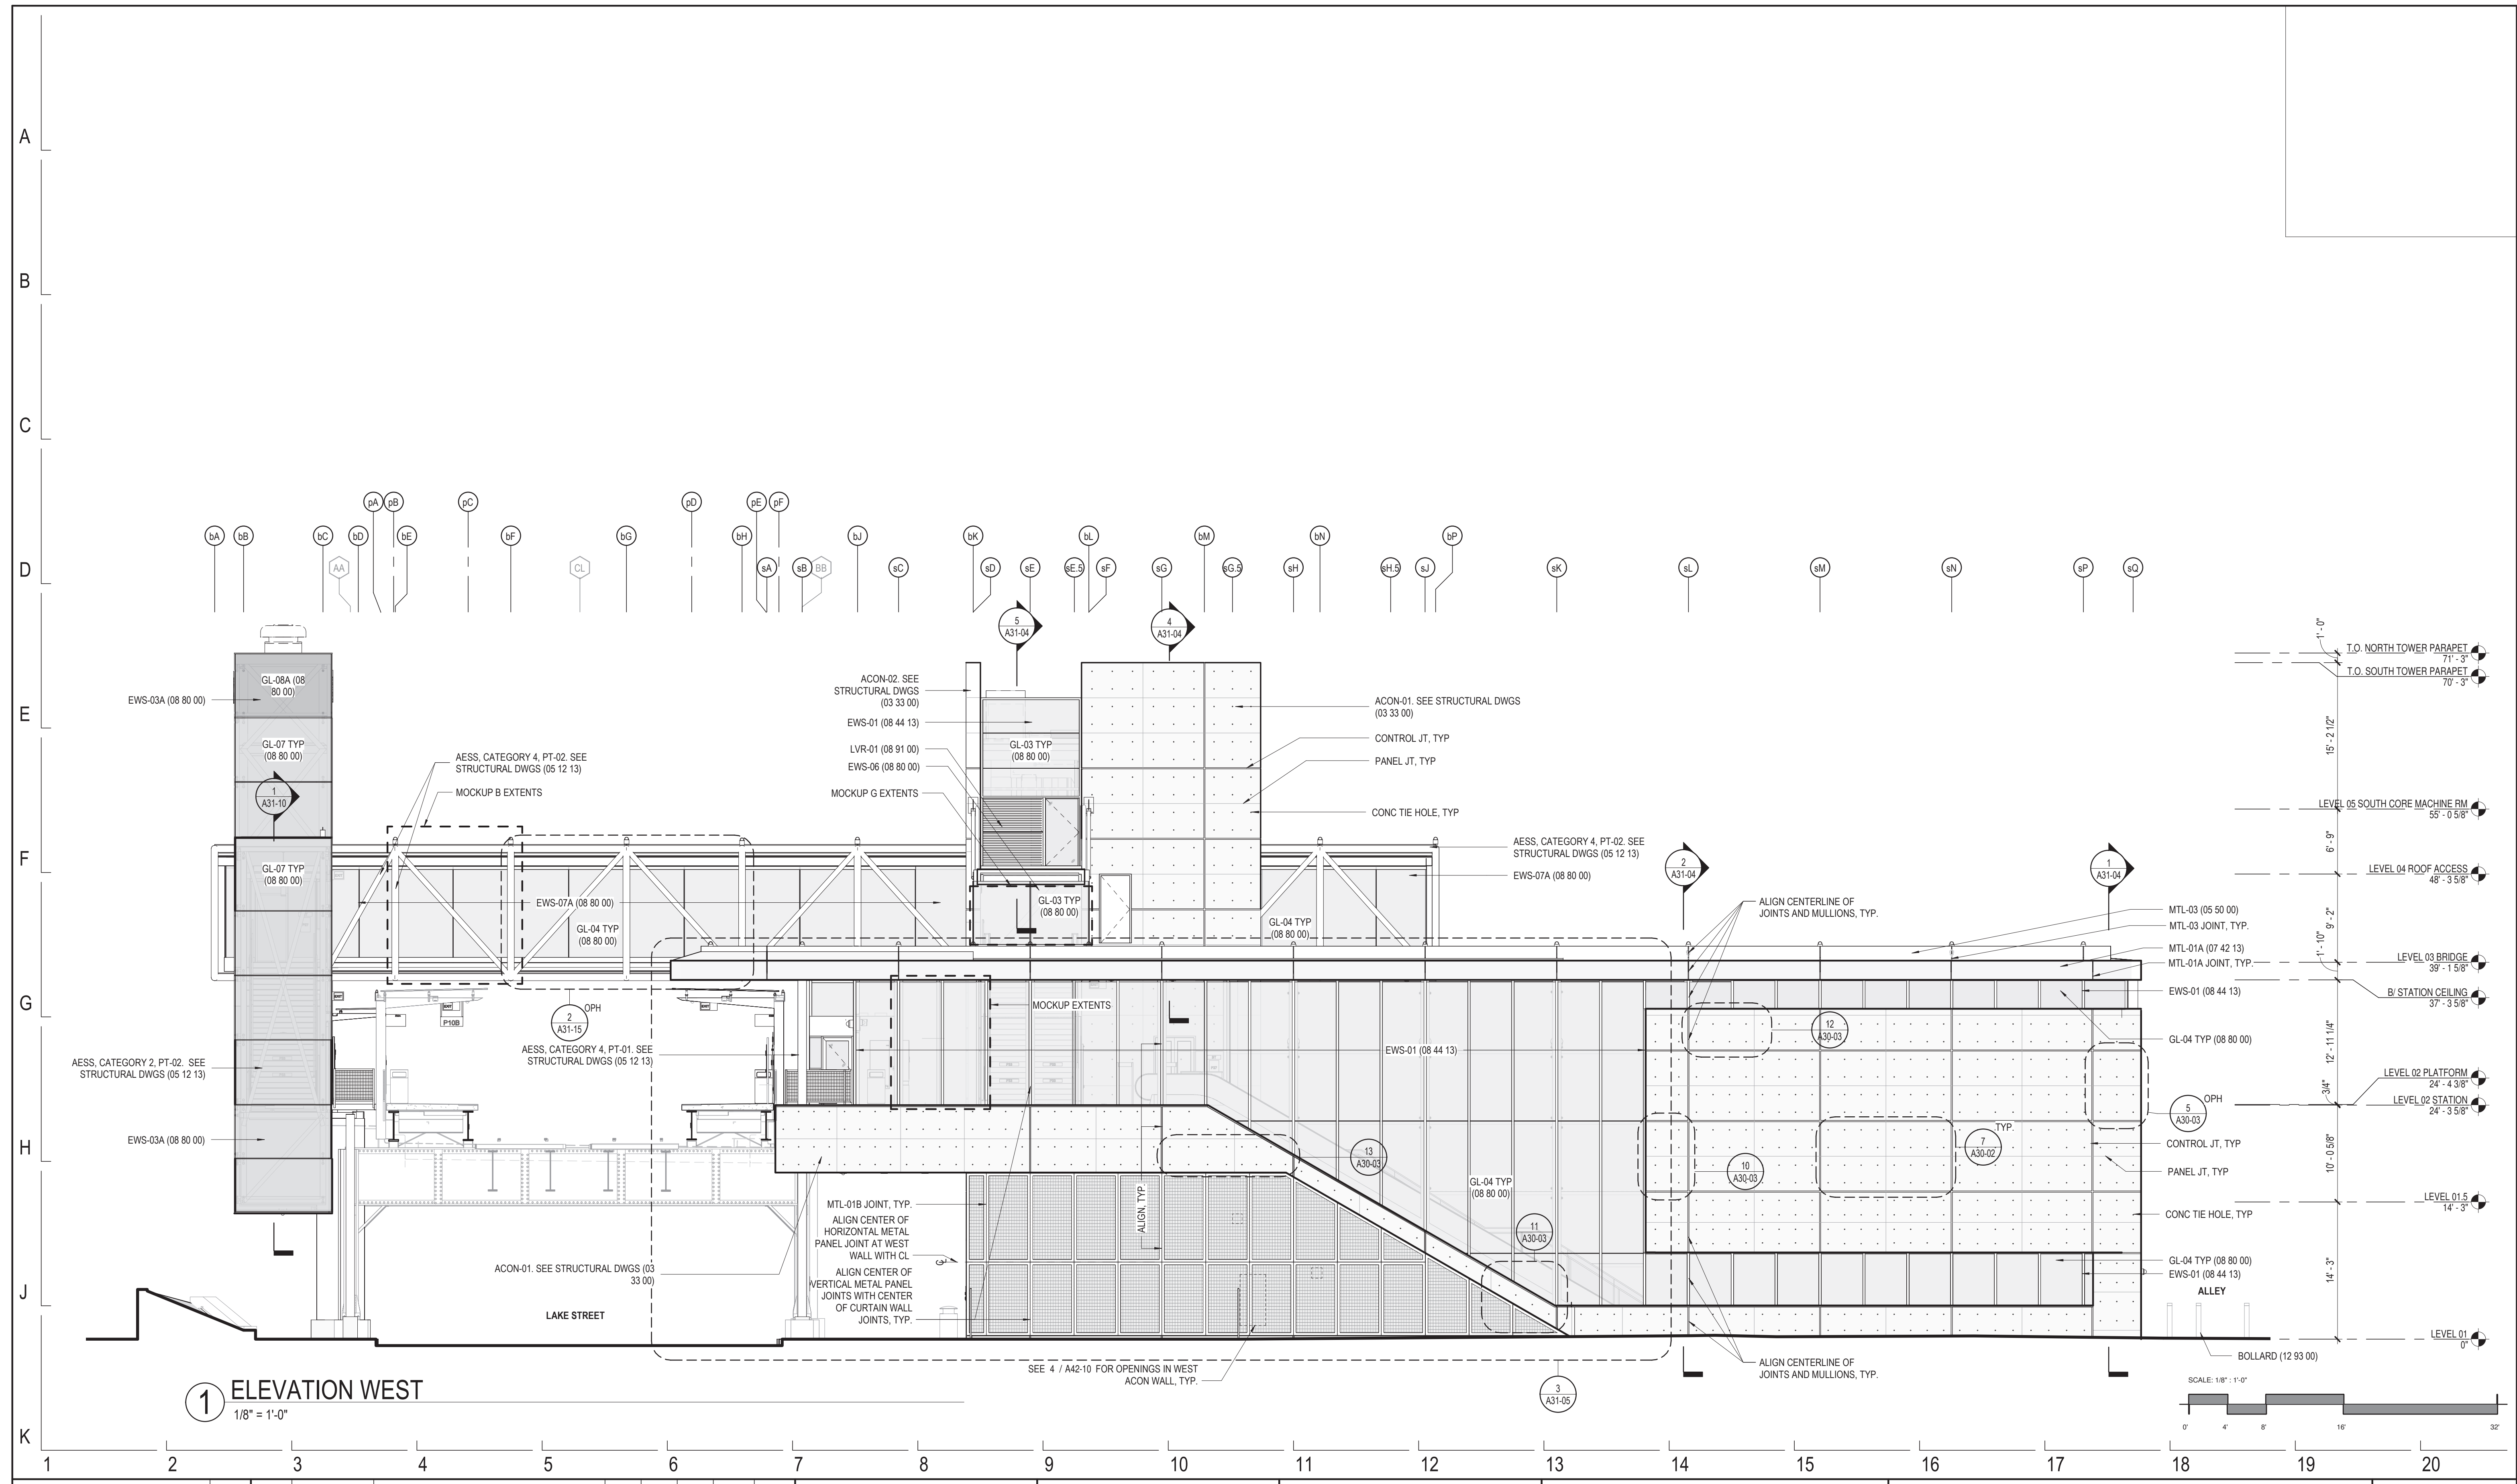 A
B
C
D
E
F
G
H
J
K
pA
pB
pC
pD
pE
pF
bA
bB
bC
bD
bE
bF
bG
bH
bJ
bK
bL
bM
bN
bP
AA
CL
sA
sB
BB
sC
sD
sE
sE.5
sF
sG
sG.5
sH
sH.5
sJ
sK
sL
sM
sN
sP
sQ
5
A31-04
4
A31-04
GL-08A (08
80 00)
EWS-03A (08 80 00)
GL-07 TYP
(08 80 00)
1
A31-10
GL-07 TYP
(08 80 00)
AESS, CATEGORY 4, PT-02. SEE
STRUCTURAL DWGS (05 12 13)
MOCKUP B EXTENTS
ACON-02. SEE
STRUCTURAL DWGS
(03 33 00)
EWS-01 (08 44 13)
LVR-01 (08 91 00)
EWS-06 (08 80 00)
MOCKUP G EXTENTS
GL-03 TYP
(08 80 00)
ACON-01. SEE STRUCTURAL DWGS
(03 33 00)
CONTROL JT, TYP
PANEL JT, TYP
CONC TIE HOLE, TYP
AESS, CATEGORY 4, PT-02. SEE
STRUCTURAL DWGS (05 12 13)
EWS-07A (08 80 00)
EWS-07A (08 80 00)
GL-04 TYP
(08 80 00)
GL-03 TYP
(08 80 00)
GL-04 TYP
(08 80 00)
2
A31-04
1
A31-04
ALIGN CENTERLINE OF
JOINTS AND MULLIONS, TYP.
MTL-03 (05 50 00)
MTL-03 JOINT, TYP.
MTL-01A (07 42 13)
MTL-01A JOINT, TYP.
EWS-01 (08 44 13)
GL-04 TYP (08 80 00)
1' - 0"
15' - 2 1/2"
6' - 9"
9' - 2"
1' - 10"
12' - 11 1/4"
3/4"
10' - 0 5/8"
14' - 3"
T.O. NORTH TOWER PARAPET
71' - 3"
T.O. SOUTH TOWER PARAPET
70' - 3"
LEVEL 05 SOUTH CORE MACHINE RM
55' - 0 5/8"
LEVEL 04 ROOF ACCESS
48' - 3 5/8"
LEVEL 03 BRIDGE
39' - 1 5/8"
B/ STATION CEILING
37' - 3 5/8"
LEVEL 02 PLATFORM
24' - 4 3/8"
LEVEL 02 STATION
24' - 3 5/8"
LEVEL 01.5
14' - 3"
LEVEL 01
0"
EXIT
P10B
2
A31-15
OPH
MOCKUP EXTENTS
AESS, CATEGORY 4, PT-01. SEE
STRUCTURAL DWGS (05 12 13)
AESS, CATEGORY 2, PT-02. SEE
STRUCTURAL DWGS (05 12 13)
EWS-03A (08 80 00)
EWS-01 (08 44 13)
12
A30-03
5
A30-03
OPH
TYP.
7
A30-02
10
A30-03
13
A30-03
11
A30-03
GL-04 TYP
(08 80 00)
CONTROL JT, TYP
PANEL JT, TYP
CONC TIE HOLE, TYP
GL-04 TYP (08 80 00)
EWS-01 (08 44 13)
ALLEY
BOLLARD (12 93 00)
ALIGN, TYP.
MTL-01B JOINT, TYP.
ALIGN CENTER OF
HORIZONTAL METAL
PANEL JOINT AT WEST
WALL WITH CL
ALIGN CENTER OF
VERTICAL METAL PANEL
JOINTS WITH CENTER
OF CURTAIN WALL
JOINTS, TYP.
ACON-01. SEE STRUCTURAL DWGS (03
33 00)
LAKE STREET
SEE 4 / A42-10 FOR OPENINGS IN WEST
ACON WALL, TYP.
3
A31-05
ALIGN CENTERLINE OF
JOINTS AND MULLIONS, TYP.
1
ELEVATION WEST
1/8" = 1'-0"
SCALE: 1/8" : 1'-0"
0' 4' 8' 16' 32'
1 2 3 4 5 6 7 8 9 10 11 12 13 14 15 16 17 18 19 20